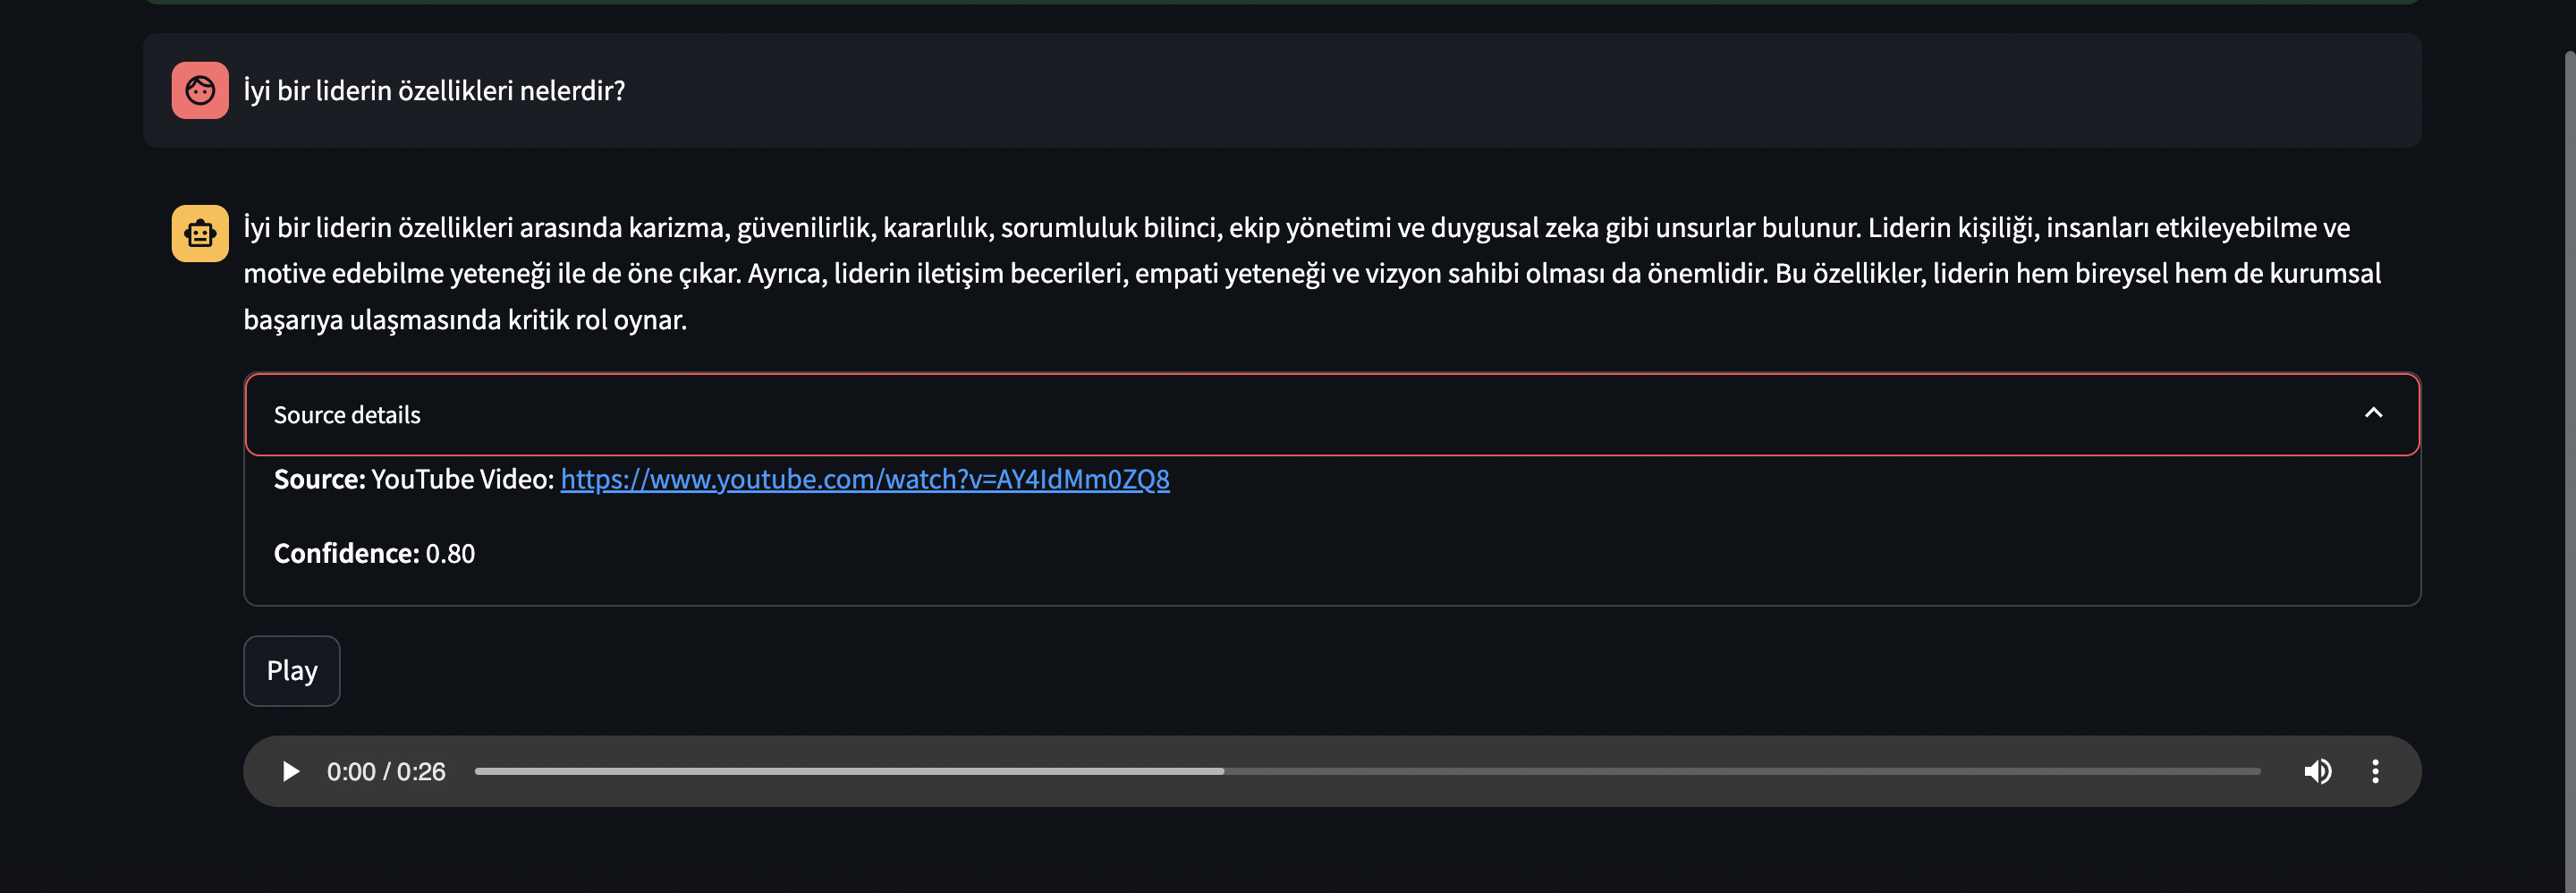 İyi bir liderin özellikleri nelerdir?
İyi bir liderin özellikleri arasında karizma, güvenilirlik, kararlılık, sorumluluk bilinci, ekip yönetimi ve duygusal zeka gibi unsurlar bulunur. Liderin kişiliği, insanları etkileyebilme ve
motive edebilme yeteneği ile de öne çıkar. Ayrıca, liderin iletişim becerileri, empati yeteneği ve vizyon sahibi olması da önemlidir. Bu özellikler, liderin hem bireysel hem de kurumsal
başarıya ulaşmasında kritik rol oynar.
Source details
Source: YouTube Video: https://www.youtube.com/watch?v=AY4IdMm0ZQ8
Confidence: 0.80
Play
0:00 / 0:26